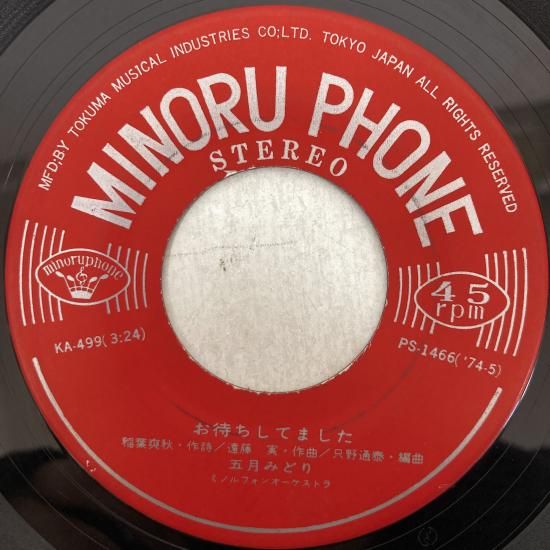 MFD;BY TOKUMA MUSICAL INDUSTRIES CO;LTD. TOKYO JAPAN ALL RIGHTS RESERVED
MINORU PHONE
STEREO
minoruphone
45
rpm
KA-499(3:24)
PS-1466('74-5)
お待ちしてました
稲葉爽秋・作詩/遠藤 実・作曲/只野通泰・編曲
五月みどり
ミノルフォンオーケストラ